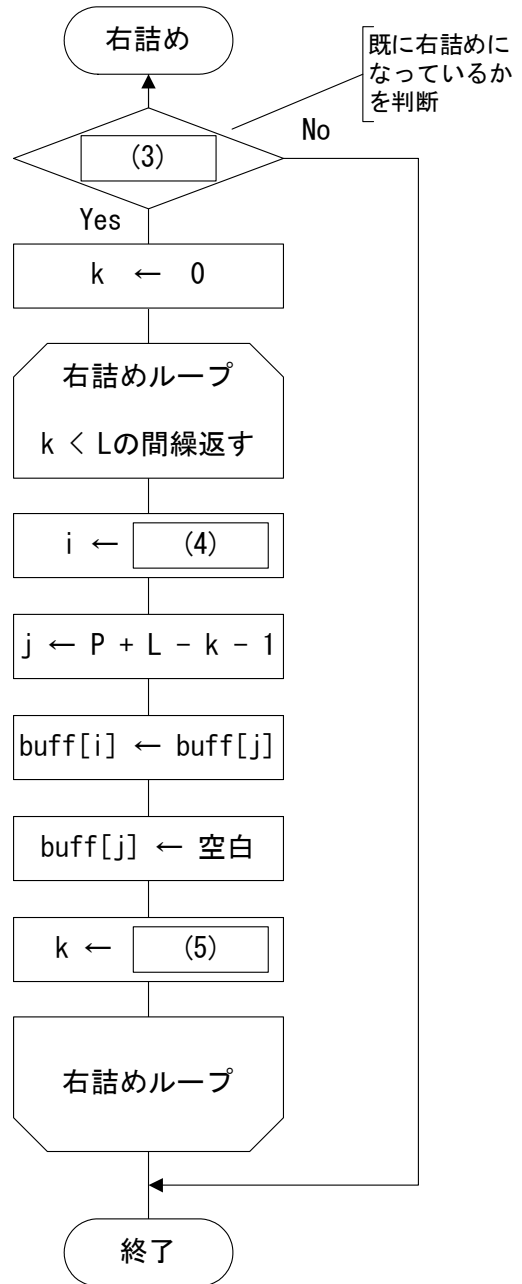 右詰め
既に右詰めに
なっているか
を判断
(3)
No
Yes
k ← 0
右詰めループ
k < Lの間繰返す
i ← (4)
j ← P + L - k - 1
buff[i] ← buff[j]
buff[j] ← 空白
k ← (5)
右詰めループ
終了